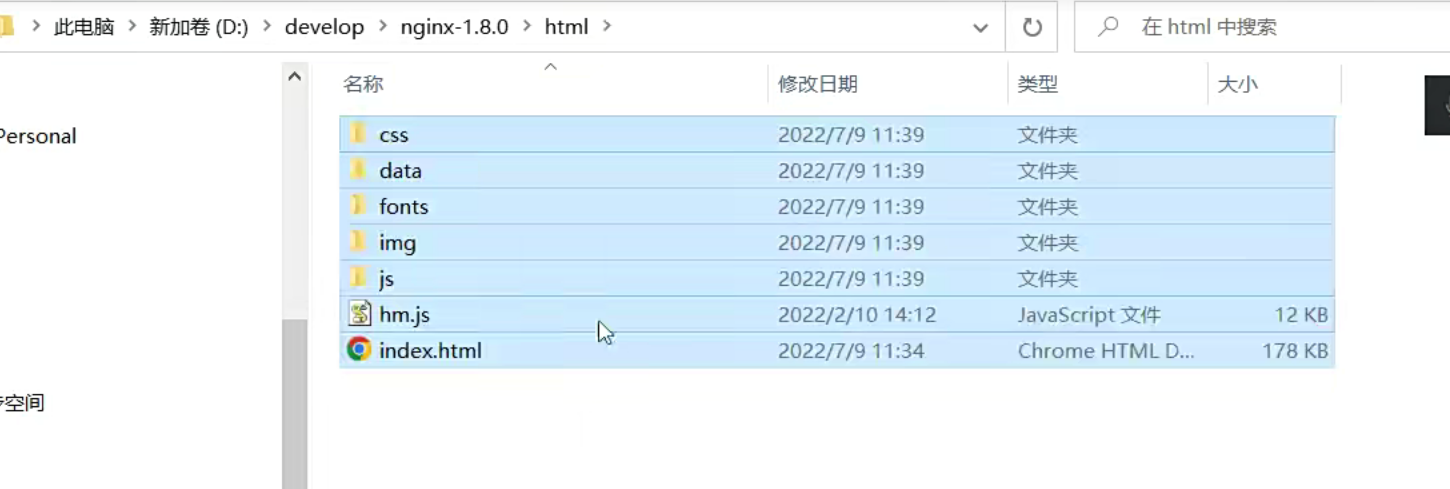 此电脑 > 新加卷 (D:) > develop > nginx-1.8.0 > html >
在 html 中搜索
名称 修改日期 类型 大小
Personal
css 2022/7/9 11:39 文件夹
data 2022/7/9 11:39 文件夹
fonts 2022/7/9 11:39 文件夹
img 2022/7/9 11:39 文件夹
js 2022/7/9 11:39 文件夹
hm.js 2022/2/10 14:12 JavaScript 文件 12 KB
index.html 2022/7/9 11:34 Chrome HTML D... 178 KB
空间